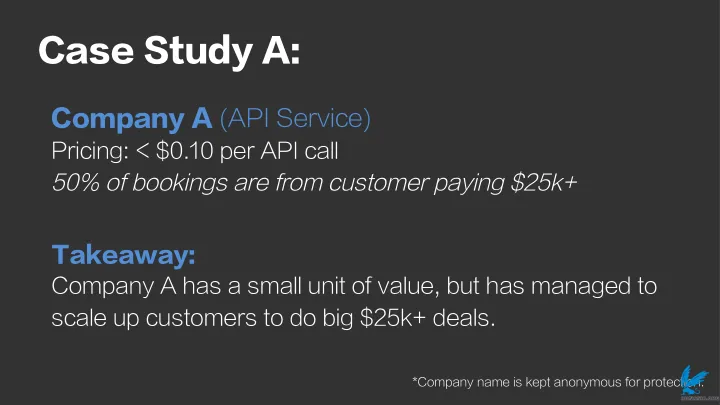 Case Study A:
Company A (API Service)
Pricing: < $0.10 per API call
50% of bookings are from customer paying $25k+
Takeaway:
Company A has a small unit of value, but has managed to
scale up customers to do big $25k+ deals.
*Company name is kept anonymous for protection.